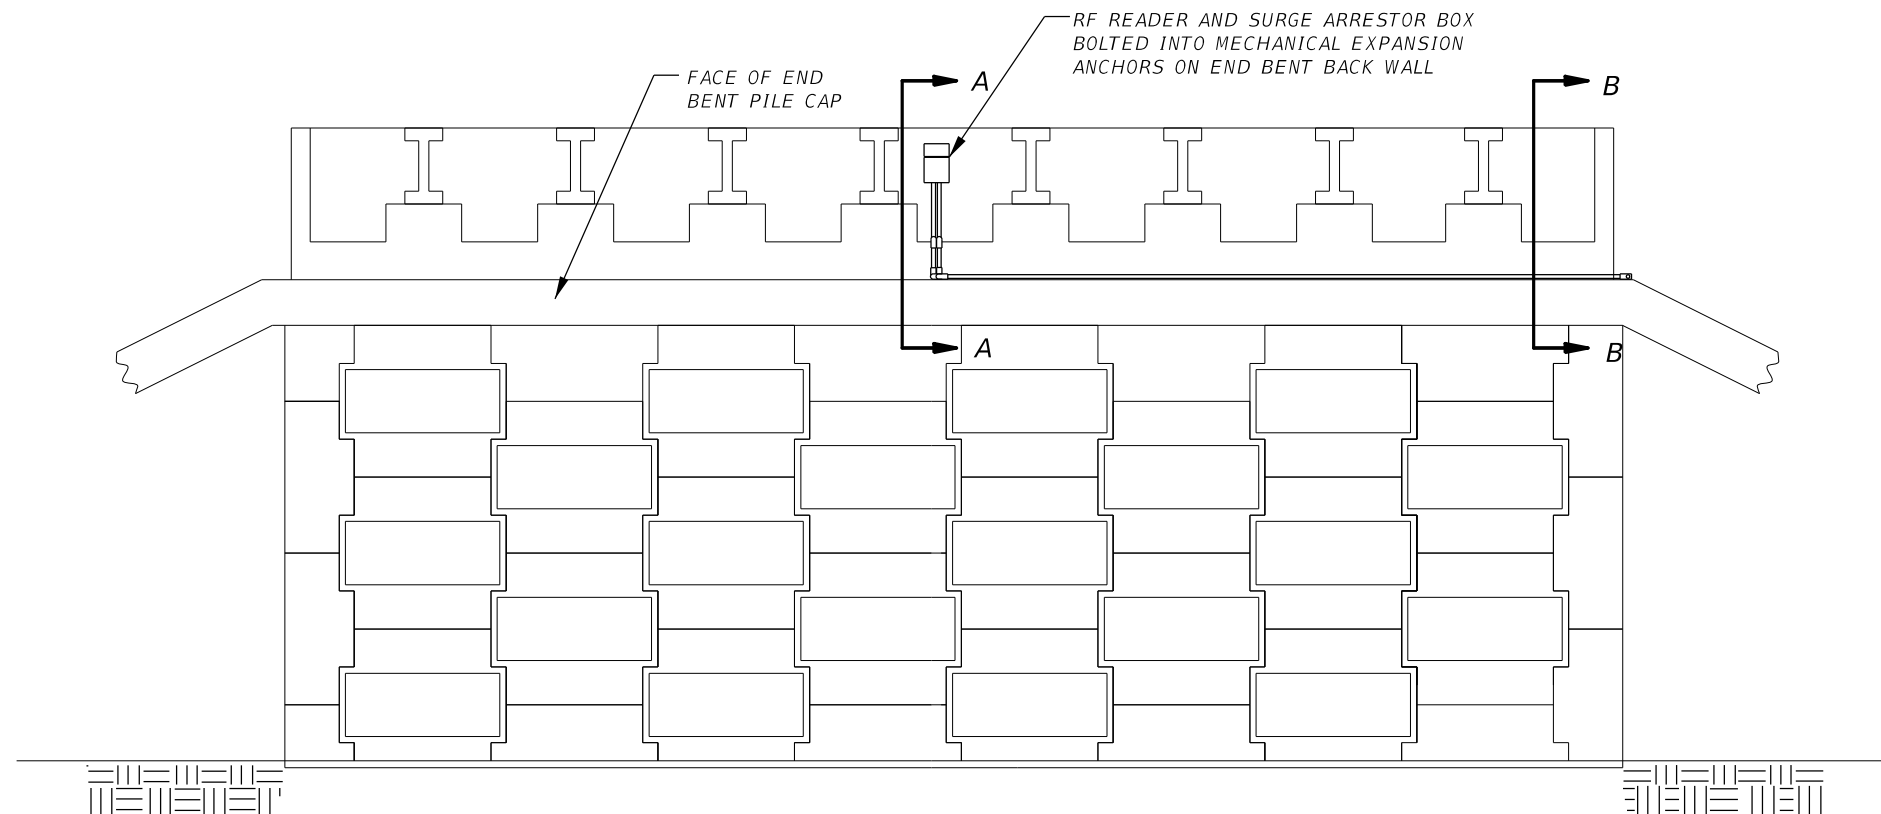 RF READER AND SURGE ARRESTOR BOX
BOLTED INTO MECHANICAL EXPANSION
ANCHORS ON END BENT BACK WALL
FACE OF END
BENT PILE CAP
A
B
A
B